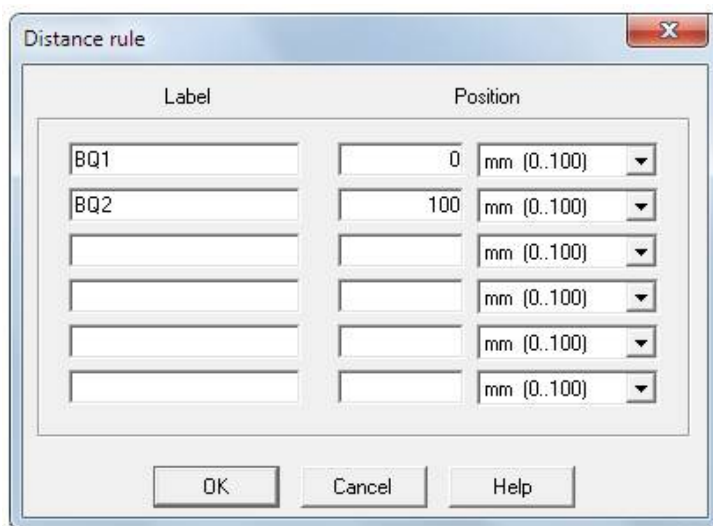 Distance rule
Label Position
BQ1 0 mm (0..100)
BQ2 100 mm (0..100)
mm (0..100)
mm (0..100)
mm (0..100)
mm (0..100)
OK Cancel Help